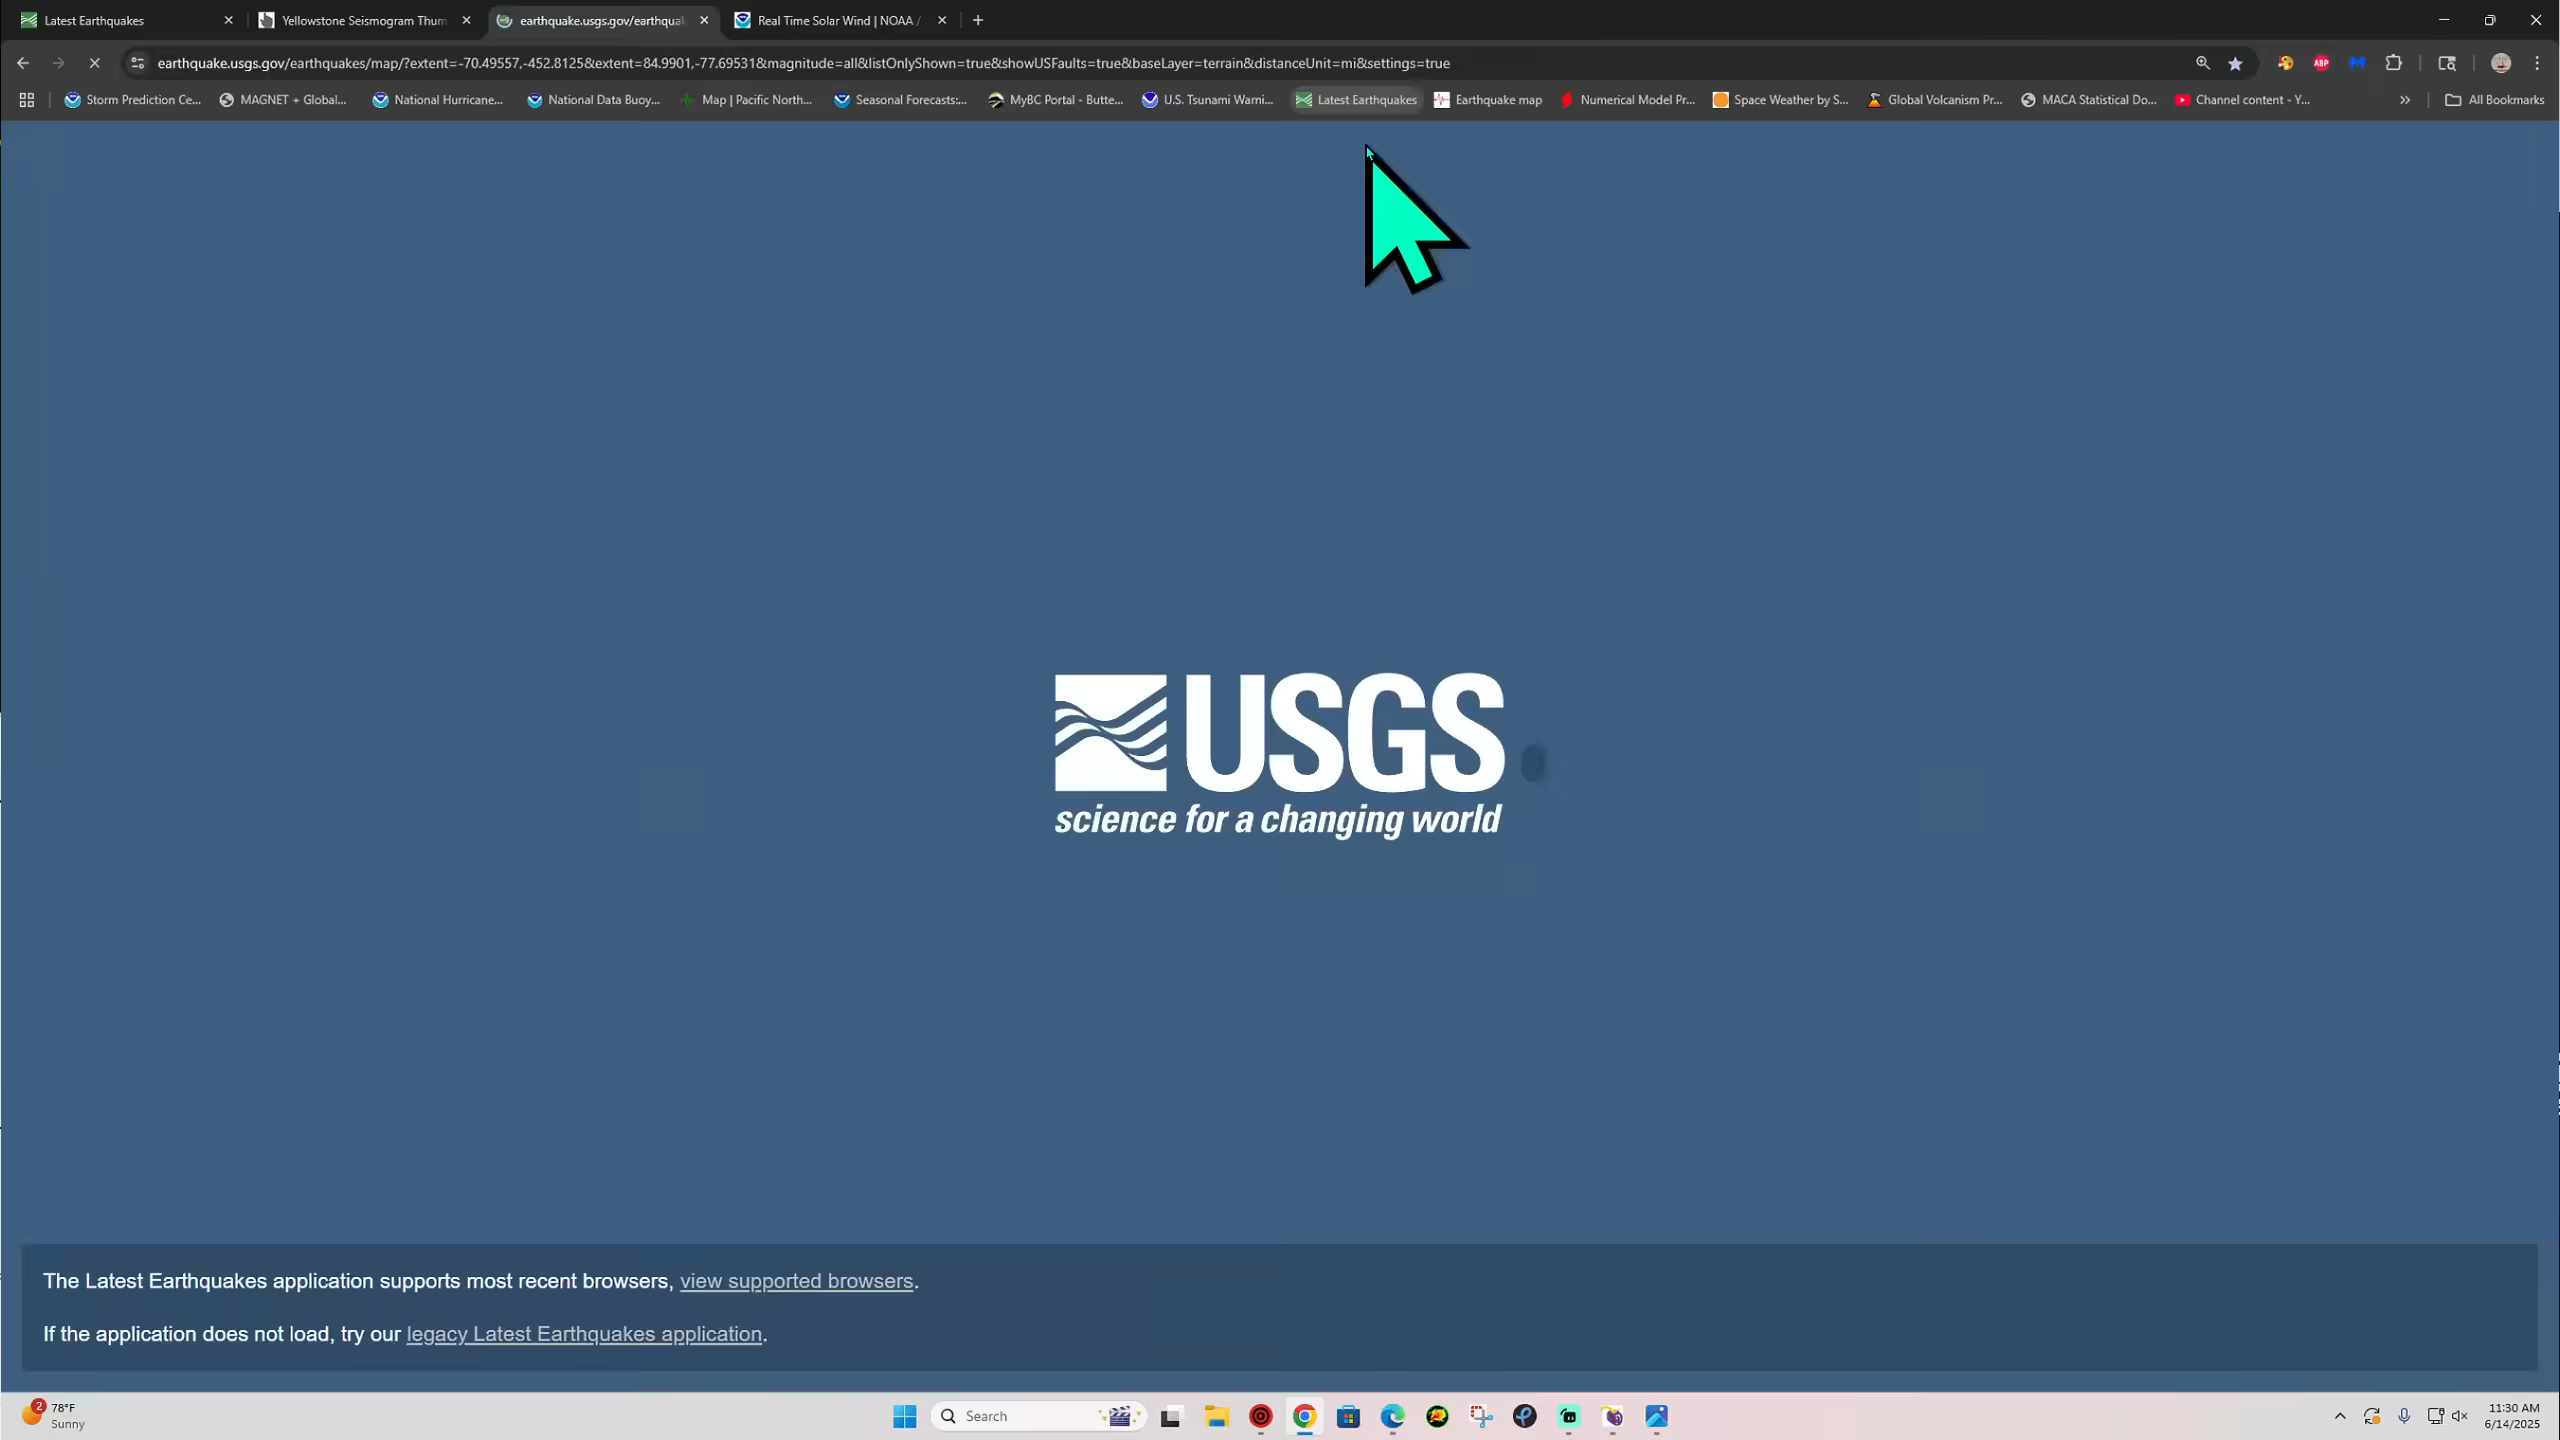 Latest Earthquakes
Yellowstone Seismogram Thum
earthquake.usgs.gov/earthquak
Real Time Solar Wind | NOAA /
earthquake.usgs.gov/earthquakes/map/?extent=-70.49557,-452.8125&extent=84.9901,-77.69531&magnitude=all&listOnlyShown=true&showUSFaults=true&baseLayer=terrain&distanceUnit=mi&settings=true
ABP
Storm Prediction Ce...
MAGNET + Global...
National Hurricane...
National Data Buoy...
Map | Pacific North...
Seasonal Forecasts:...
MyBC Portal - Butte...
U.S. Tsunami Warni...
Latest Earthquakes
Earthquake map
Numerical Model Pr...
Space Weather by S...
Global Volcanism Pr...
MACA Statistical Do...
Channel content - Y...
All Bookmarks
USGS
science for a changing world
The Latest Earthquakes application supports most recent browsers, view supported browsers.
If the application does not load, try our legacy Latest Earthquakes application.
2
78°F
Sunny
Search
11:30 AM
6/14/2025